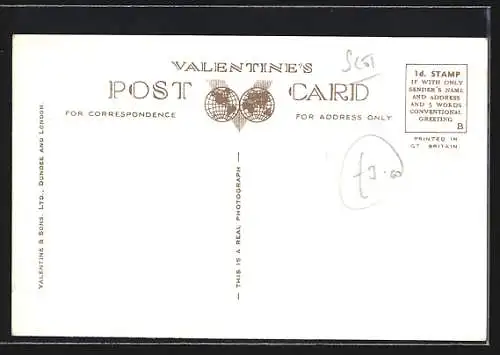 VALENTINE'S
POST CARD
FOR CORRESPONDENCE
FOR ADDRESS ONLY
1d. STAMP
IF WITH ONLY
SENDER'S NAME
AND ADDRESS
AND 5 WORDS
CONVENTIONAL
GREETING
B
PRINTED IN
GT. BRITAIN.
VALENTINE & SONS. LTD., DUNDEE AND LONDON.
— THIS IS A REAL PHOTOGRAPH —